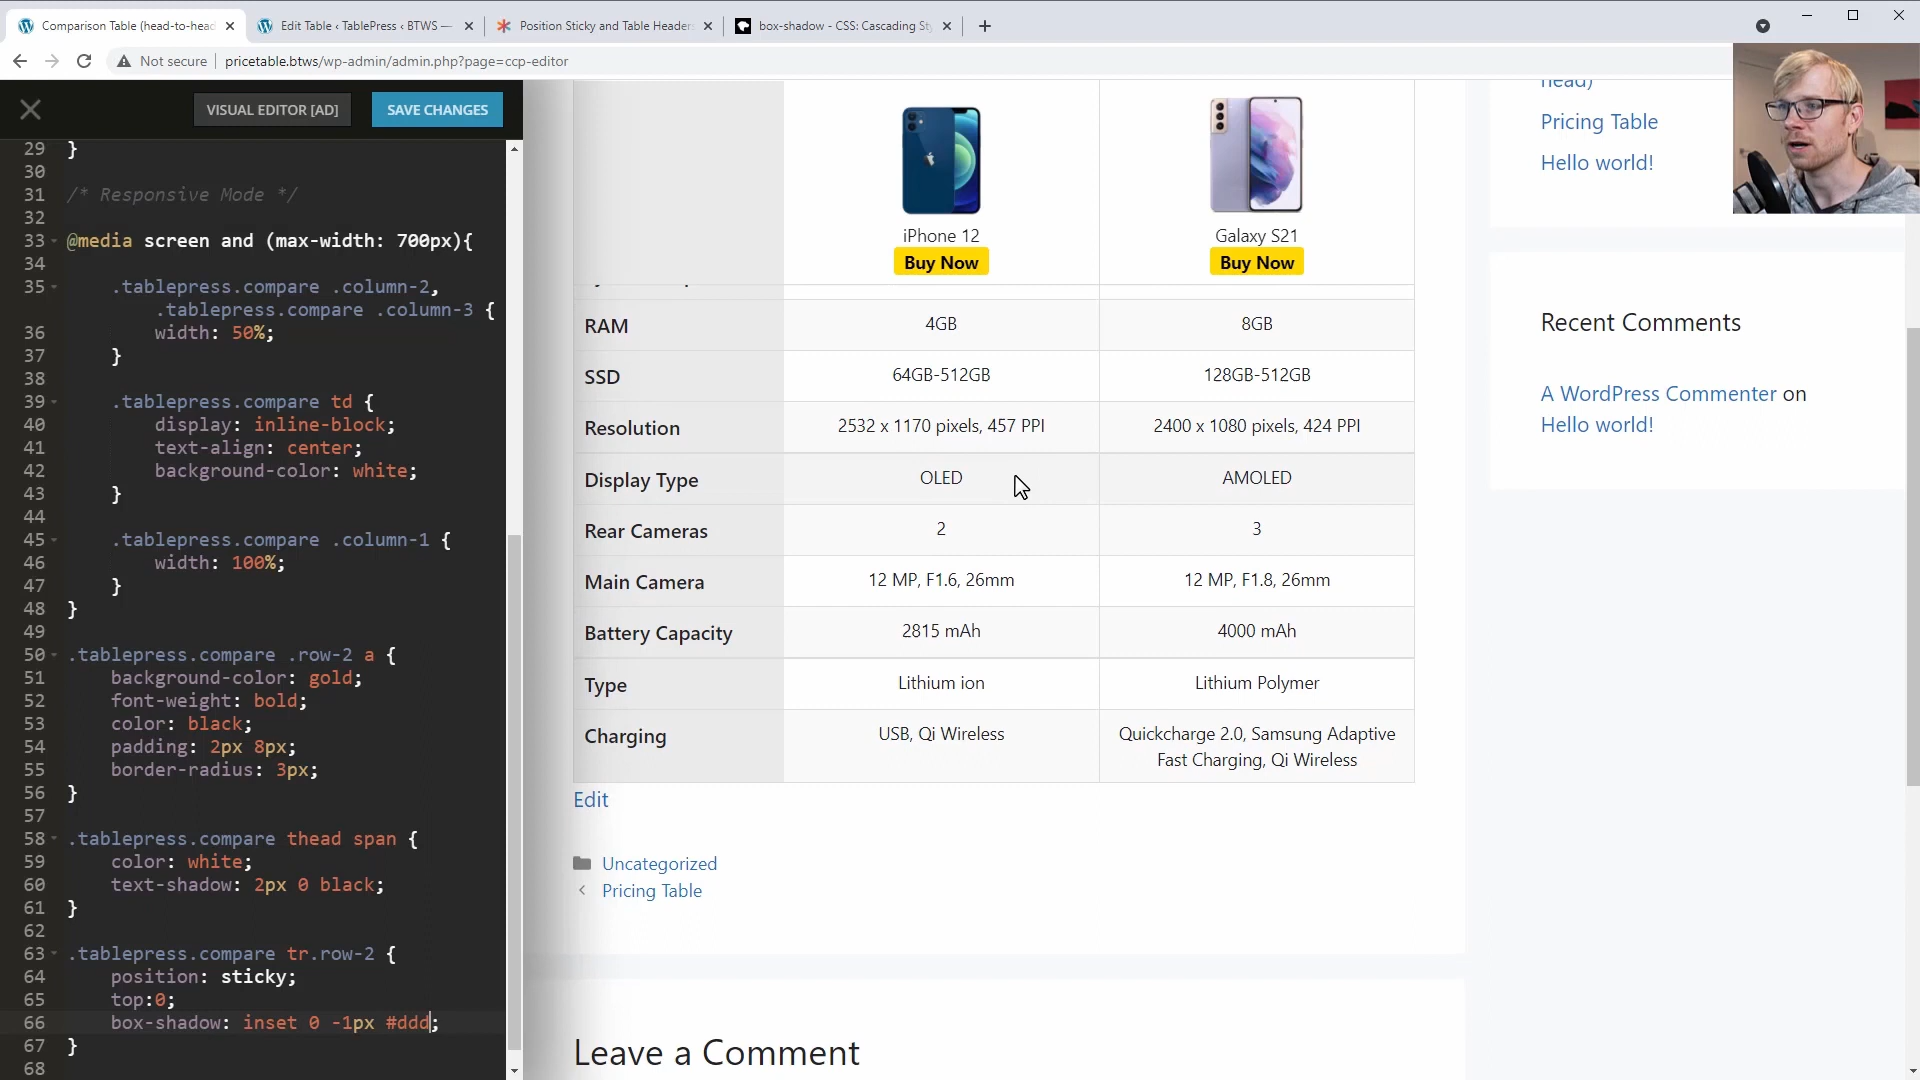 Comparison Table (head-to-head
Edit Table ‹ TablePress ‹ BTWS —
Position Sticky and Table Headers
box-shadow - CSS: Cascading Sty
Not secure
pricetable.btws/wp-admin/admin.php?page=ccp-editor
VISUAL EDITOR [AD]
SAVE CHANGES
29 }
30
31 /* Responsive Mode */
32
33 @media screen and (max-width: 700px){
34
35 .tablepress.compare .column-2,
.tablepress.compare .column-3 {
36 width: 50%;
37 }
38
39 .tablepress.compare td {
40 display: inline-block;
41 text-align: center;
42 background-color: white;
43 }
44
45 .tablepress.compare .column-1 {
46 width: 100%;
47 }
48 }
49
50 .tablepress.compare .row-2 a {
51 background-color: gold;
52 font-weight: bold;
53 color: black;
54 padding: 2px 8px;
55 border-radius: 3px;
56 }
57
58 .tablepress.compare thead span {
59 color: white;
60 text-shadow: 2px 0 black;
61 }
62
63 .tablepress.compare tr.row-2 {
64 position: sticky;
65 top:0;
66 box-shadow: inset 0 -1px #ddd;
67 }
68
iPhone 12
Galaxy S21
Buy Now
Buy Now
RAM 4GB 8GB
SSD 64GB-512GB 128GB-512GB
Resolution 2532 x 1170 pixels, 457 PPI 2400 x 1080 pixels, 424 PPI
Display Type OLED AMOLED
Rear Cameras 2 3
Main Camera 12 MP, F1.6, 26mm 12 MP, F1.8, 26mm
Battery Capacity 2815 mAh 4000 mAh
Type Lithium ion Lithium Polymer
Charging USB, Qi Wireless Quickcharge 2.0, Samsung Adaptive
Fast Charging, Qi Wireless
Edit
Uncategorized
Pricing Table
Leave a Comment
head)
Pricing Table
Hello world!
Recent Comments
A WordPress Commenter on
Hello world!